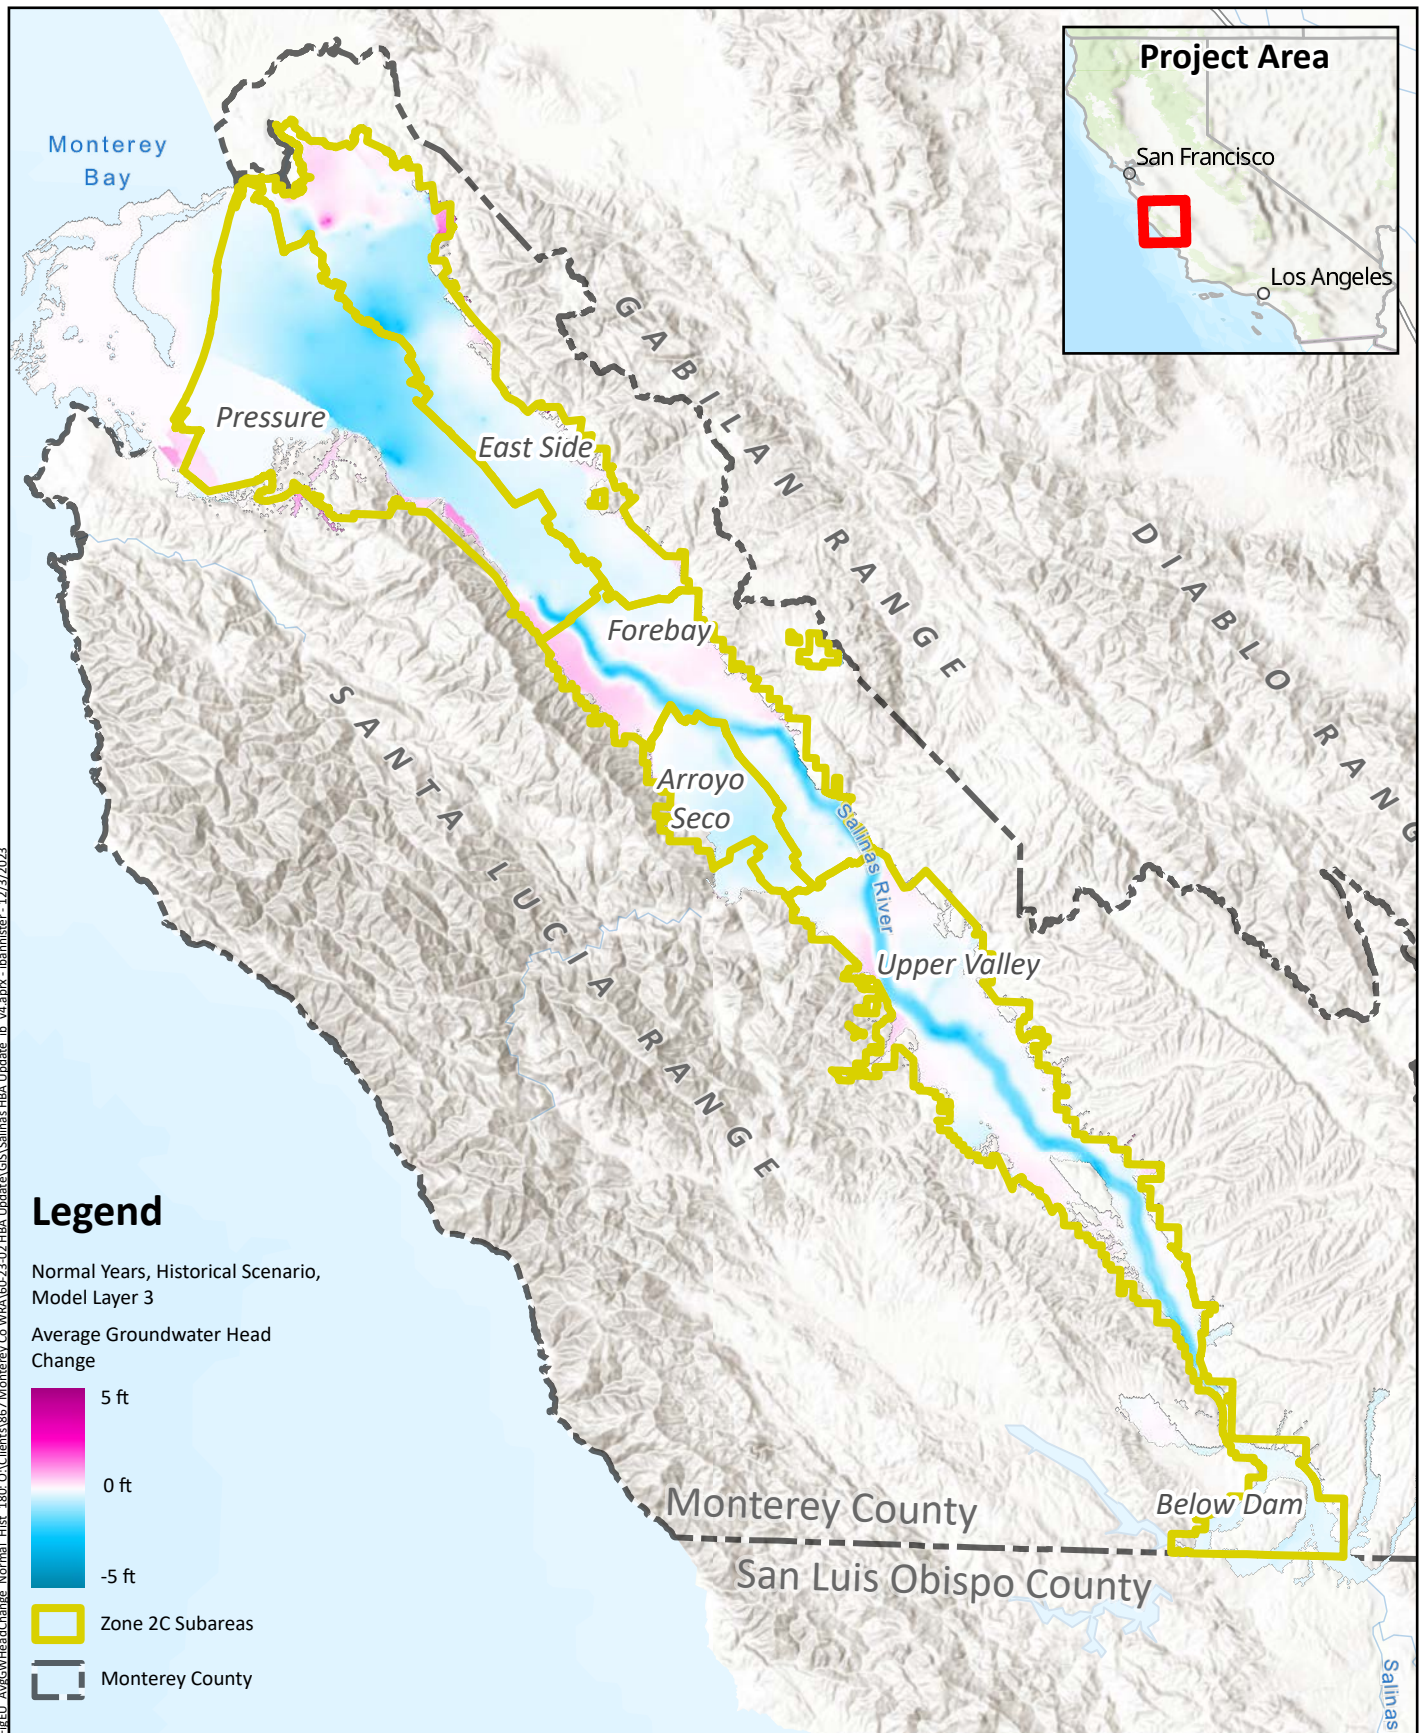 Project Area
San Francisco
Los Angeles
Monterey
Bay
GABILAN RANGE
DIABLO RANG
Pressure
East Side
Forebay
SANTA LUCIA RANGE
Arroyo
Seco
Salinas River
Upper Valley
Legend
Normal Years, Historical Scenario,
Model Layer 3
Average Groundwater Head
Change
5 ft
0 ft
-5 ft
Zone 2C Subareas
Monterey County
Monterey County
Below Dam
San Luis Obispo County
Salinas